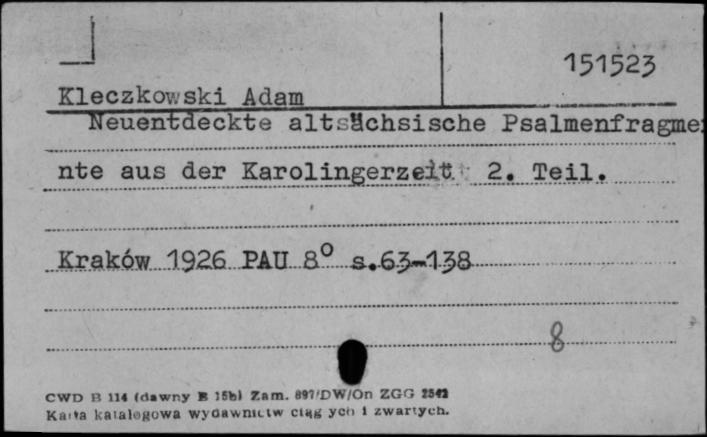 151523
Kleczkowski Adam
Neuentdeckte altsächsische Psalmenfragme
nte aus der Karolingerzeit 2. Teil.
Kraków 1926 PAU 8° s.63-138
8
CWD B 114 (dawny B 15b) Zam. 897/DW/On ZGG 2542
Karta katalogowa wydawnictw ciągłych i zwartych.